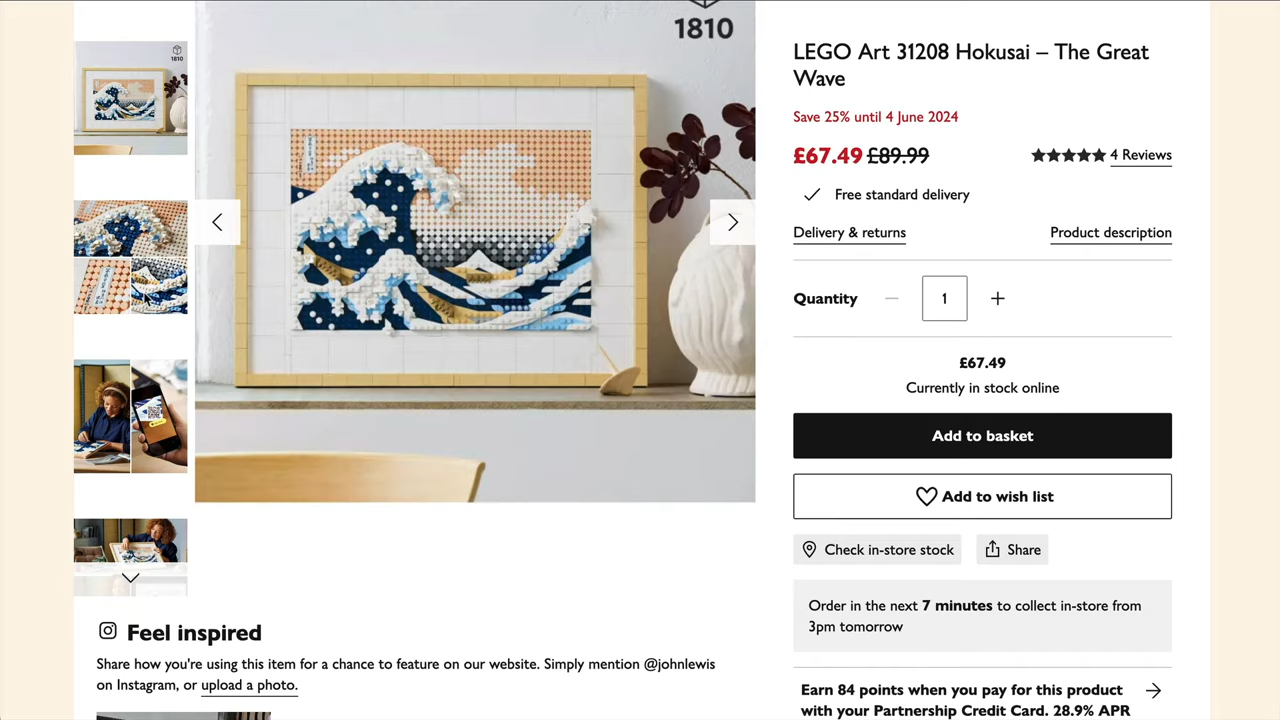 1810
1810
LEGO Art 31208 Hokusai – The Great
Wave
Save 25% until 4 June 2024
£67.49 £89.99
4 Reviews
Free standard delivery
Delivery & returns
Product description
Quantity
1
£67.49
Currently in stock online
Add to basket
Add to wish list
Check in-store stock
Share
Order in the next 7 minutes to collect in-store from
3pm tomorrow
Earn 84 points when you pay for this product
with your Partnership Credit Card. 28.9% APR
Feel inspired
Share how you're using this item for a chance to feature on our website. Simply mention @johnlewis
on Instagram, or upload a photo.